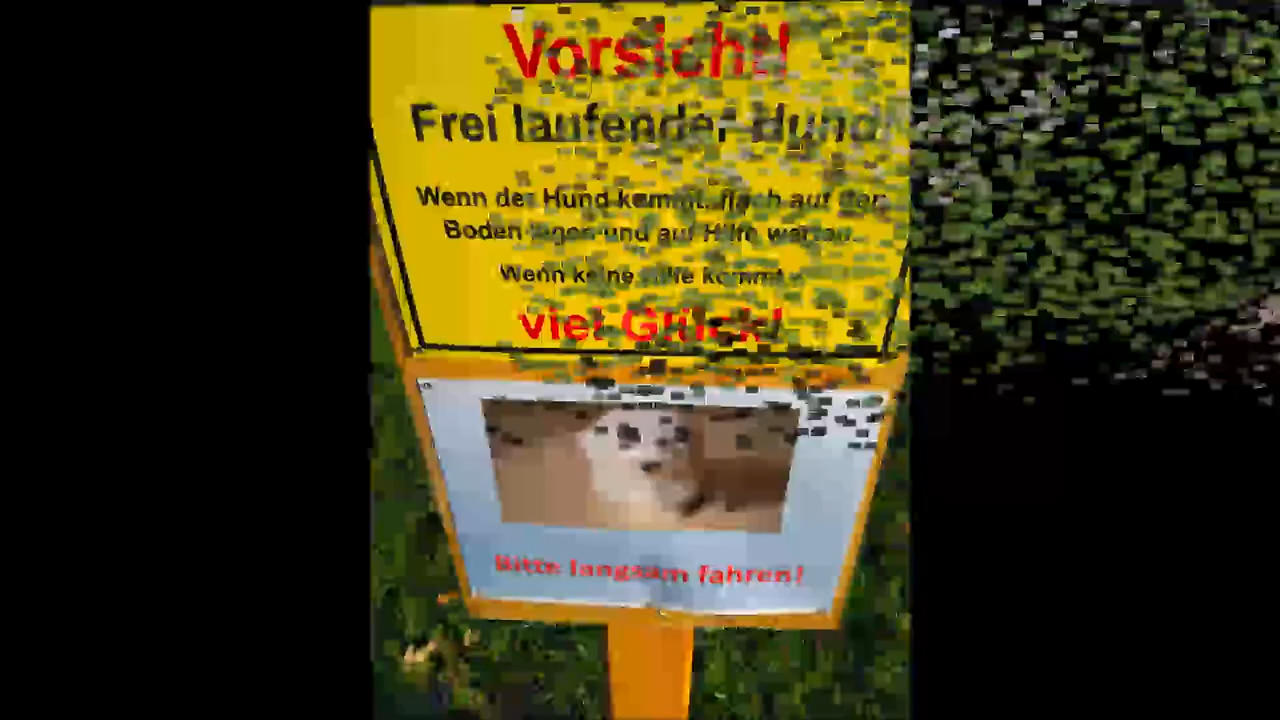 Vorsicht!
Frei laufender Hund
Wenn der Hund kommt, flach auf den
Boden legen und auf Hilfe warten.
Wenn keine Hilfe kommt -
viel Glück!
Bitte langsam fahren!